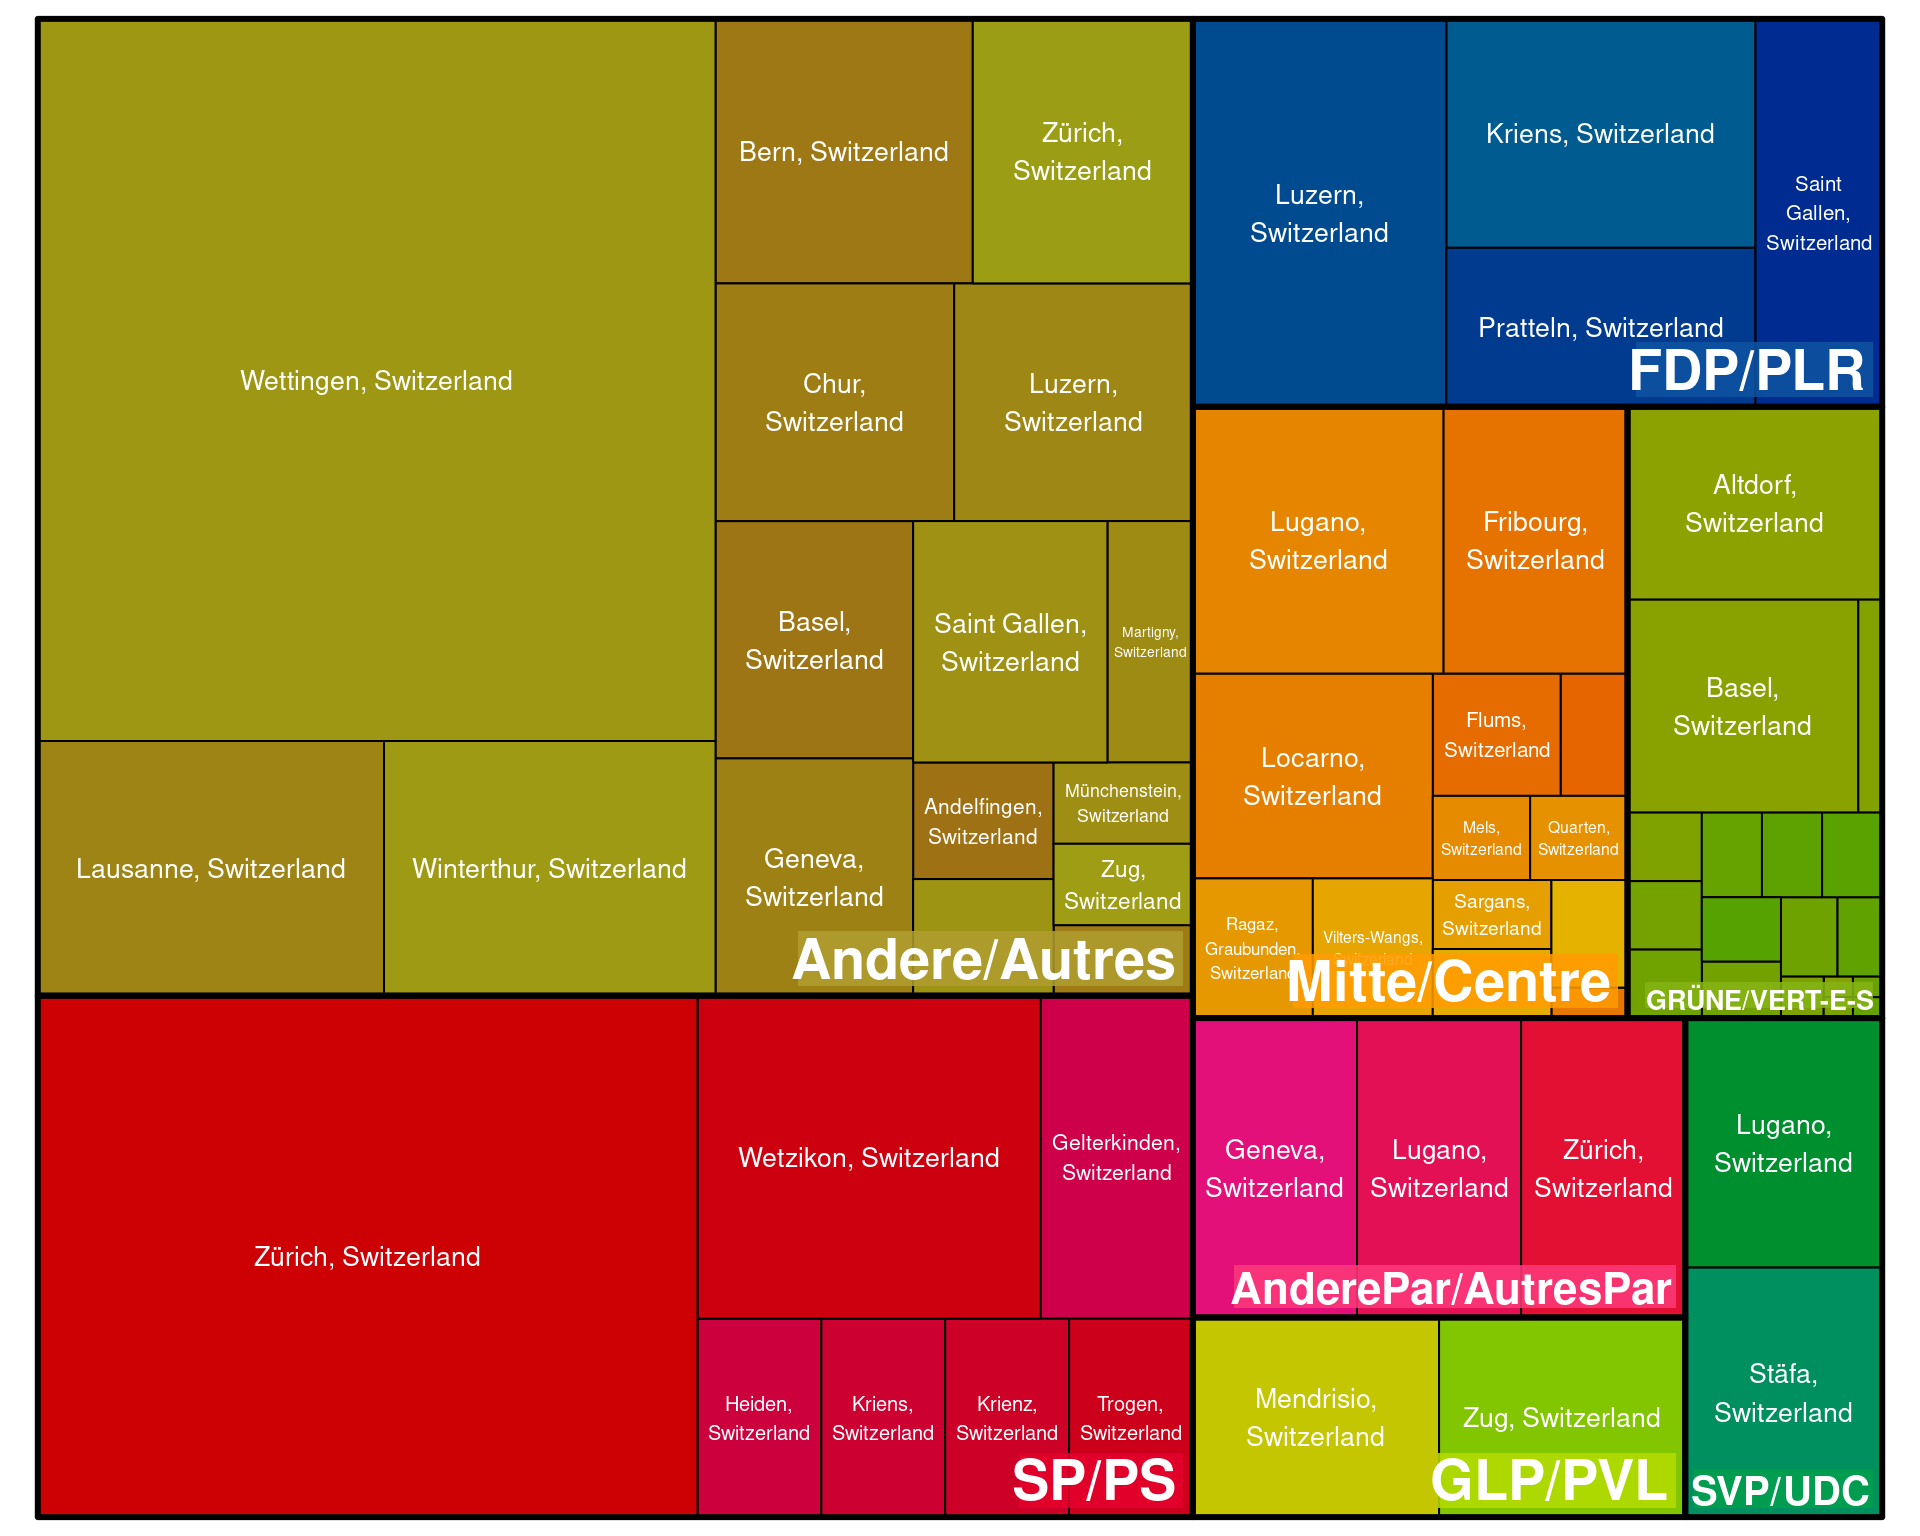 Wettingen, Switzerland
Bern, Switzerland
Zürich,
Switzerland
Chur,
Switzerland
Luzern,
Switzerland
Basel,
Switzerland
Saint Gallen,
Switzerland
Martigny,
Switzerland
Lausanne, Switzerland
Winterthur, Switzerland
Geneva,
Switzerland
Andelfingen,
Switzerland
Münchenstein,
Switzerland
Zug,
Switzerland
Andere/Autres
Luzern,
Switzerland
Kriens, Switzerland
Saint
Gallen,
Switzerland
Pratteln, Switzerland
FDP/PLR
Lugano,
Switzerland
Fribourg,
Switzerland
Locarno,
Switzerland
Flums,
Switzerland
Mels,
Switzerland
Quarten,
Switzerland
Ragaz,
Graubunden,
Switzerland
Vilters-Wangs,
Switzerland
Sargans,
Switzerland
Mitte/Centre
Altdorf,
Switzerland
Basel,
Switzerland
GRÜNE/VERT-E-S
Zürich, Switzerland
Wetzikon, Switzerland
Gelterkinden,
Switzerland
Heiden,
Switzerland
Kriens,
Switzerland
Krienz,
Switzerland
Trogen,
Switzerland
SP/PS
Geneva,
Switzerland
Lugano,
Switzerland
Zürich,
Switzerland
AnderePar/AutresPar
Mendrisio,
Switzerland
Zug, Switzerland
GLP/PVL
Lugano,
Switzerland
Stäfa,
Switzerland
SVP/UDC